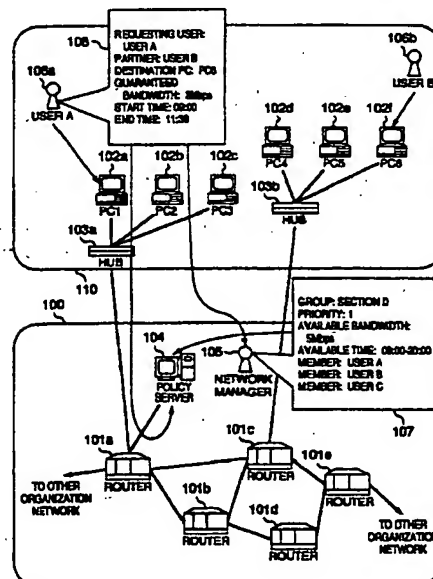 108
REQUESTING USER:
USER A
PARTNER: USER B
DESTINATION PC: PC6
GUARANTEED
BANDWIDTH: 3Mbps
START TIME: 09:00
END TIME: 11:30
106a
USER A
106b
USER B
102a
102b
102c
102d
102e
102f
PC1
PC2
PC3
PC4
PC5
PC6
103a
HUB
103b
HUB
110
100
104
POLICY
SERVER
105
NETWORK
MANAGER
GROUP: SECTION D
PRIORITY: 1
AVAILABLE BANDWIDTH:
5Mbps
AVAILABLE TIME: 08:00-20:00
MEMBER: USER A
MEMBER: USER B
MEMBER: USER C
107
101a
ROUTER
101b
ROUTER
101c
ROUTER
101d
ROUTER
101e
ROUTER
TO OTHER
ORGANIZATION
NETWORK
TO OTHER
ORGANIZATION
NETWORK